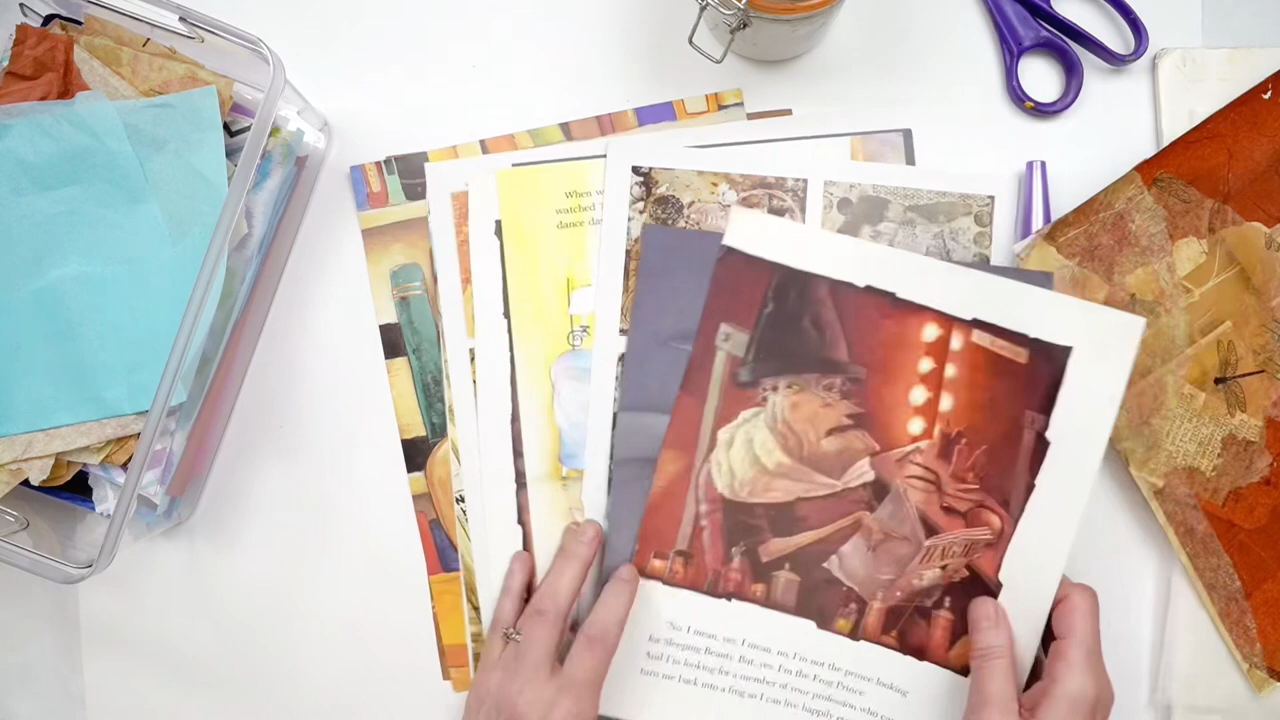 When w
watched T
dance da
HAGUE
"No, I mean, yes, I mean, no, I'm not the prince looking
for Sleeping Beauty. But, yes, I'm the Frog Prince.
And I'm looking for a member of your profession who can
turn me back into a frog so I can live happily